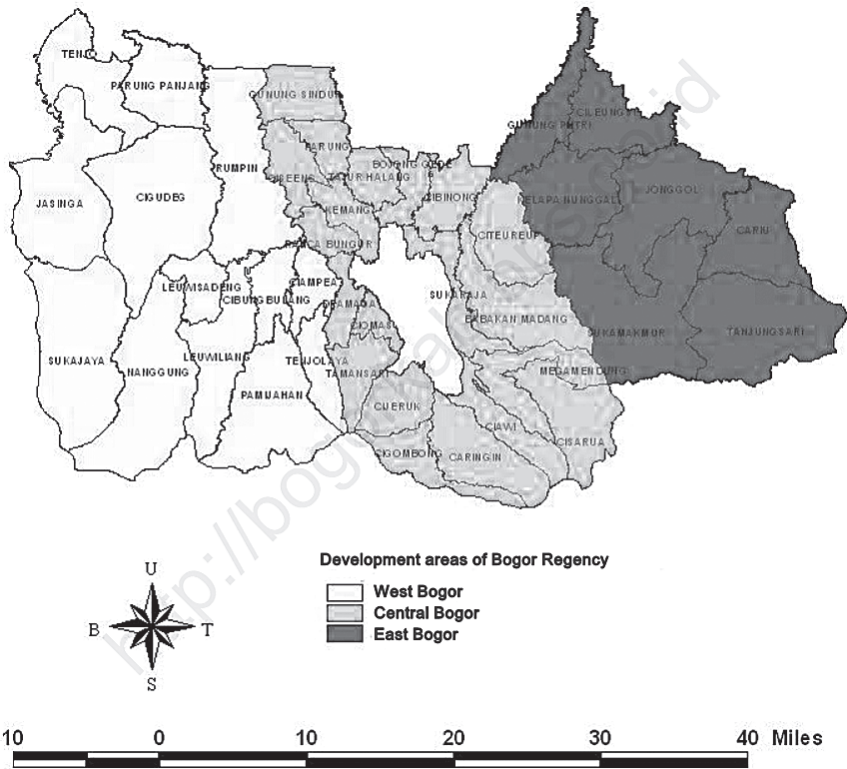 TENJO
PARUNG PANJANG
GUNUNG SINDUR
CILEUNGSI
GUNUNG PUTRI
PARUNG
BOJONG GEDE
CISEENG
TAJUR HALANG
RUMPIN
JASINGA
CIGUDEG
KEMANG
CIBINONG
KELAPA NUNGGAL
JONGGOL
CARIU
RANCA BUNGUR
CITEUREUP
LEUWISADENG
CIBUNGBULANG
CIAMPEA
DRAMAGA
CIOMAS
SUKARAJA
BABAKAN MADANG
SUKAMAKMUR
TANJUNGSARI
SUKAJAYA
NANGGUNG
LEUWILIANG
TENJOLAYA
TAMANSARI
MEGAMENDUNG
PAMIJAHAN
CIJERUK
CIAWI
CISARUA
CIGOMBONG
CARINGIN
Development areas of Bogor Regency
West Bogor
Central Bogor
East Bogor
U
B
T
S
10 0 10 20 30 40 Miles